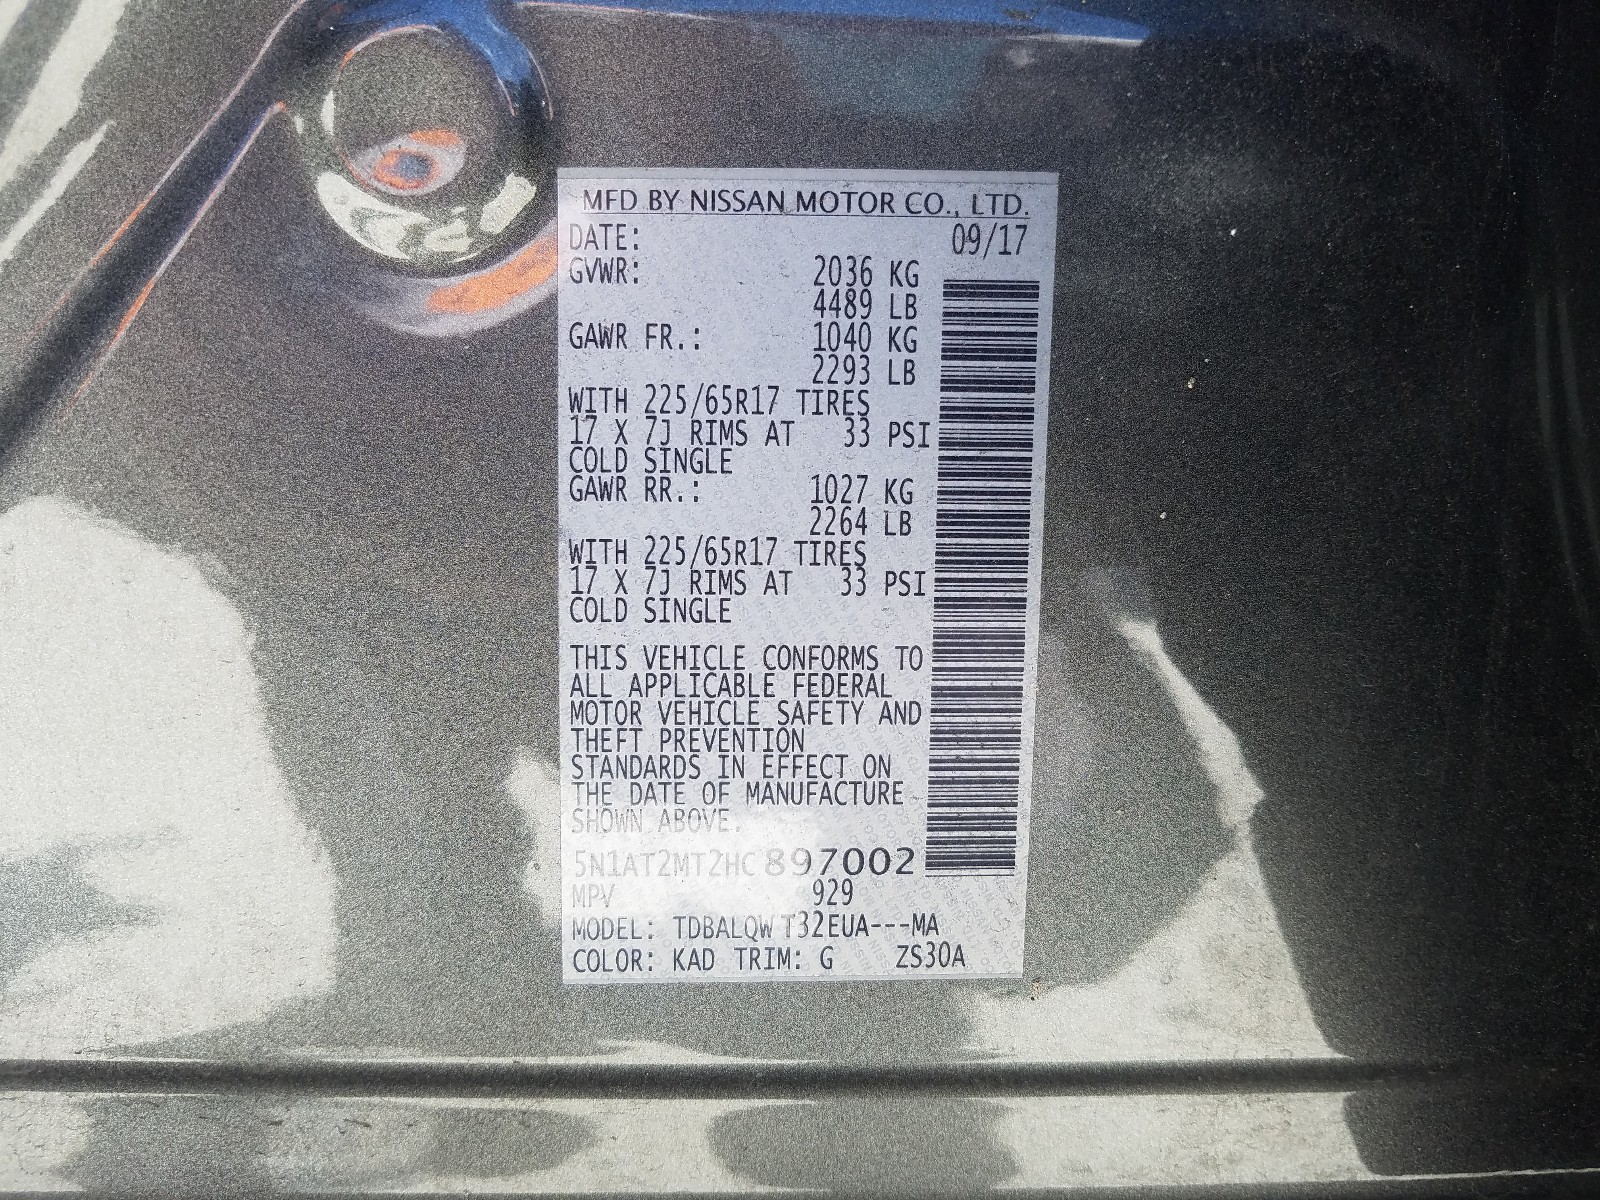 MFD BY NISSAN MOTOR CO., LTD.
DATE: 09/17
GVWR: 2036 KG
4489 LB
GAWR FR.: 1040 KG
2293 LB
WITH 225/65R17 TIRES
17 X 7J RIMS AT 33 PSI
COLD SINGLE
GAWR RR.: 1027 KG
2264 LB
WITH 225/65R17 TIRES
17 X 7J RIMS AT 33 PSI
COLD SINGLE
THIS VEHICLE CONFORMS TO
ALL APPLICABLE FEDERAL
MOTOR VEHICLE SAFETY AND
THEFT PREVENTION
STANDARDS IN EFFECT ON
THE DATE OF MANUFACTURE
SHOWN ABOVE.
5N1AT2MT2HC897002
MPV 929
MODEL: TDBALQW T32EUA---MA
COLOR: KAD TRIM: G ZS30A